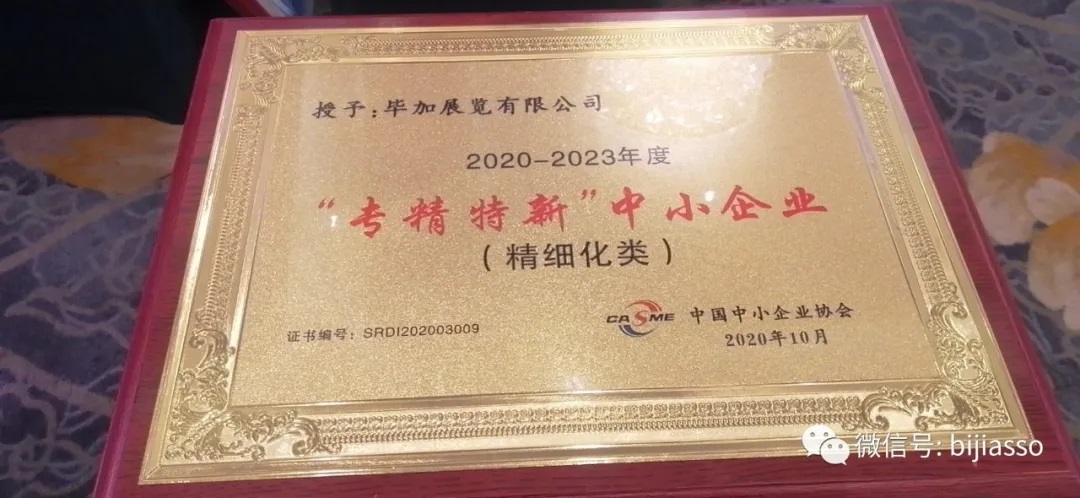 授予：毕加展览有限公司
2020-2023年度
“专精特新”中小企业
（精细化类）
证书编号：SRDI202003009
CASME 中国中小企业协会
2020年10月
微信号: bijiasso